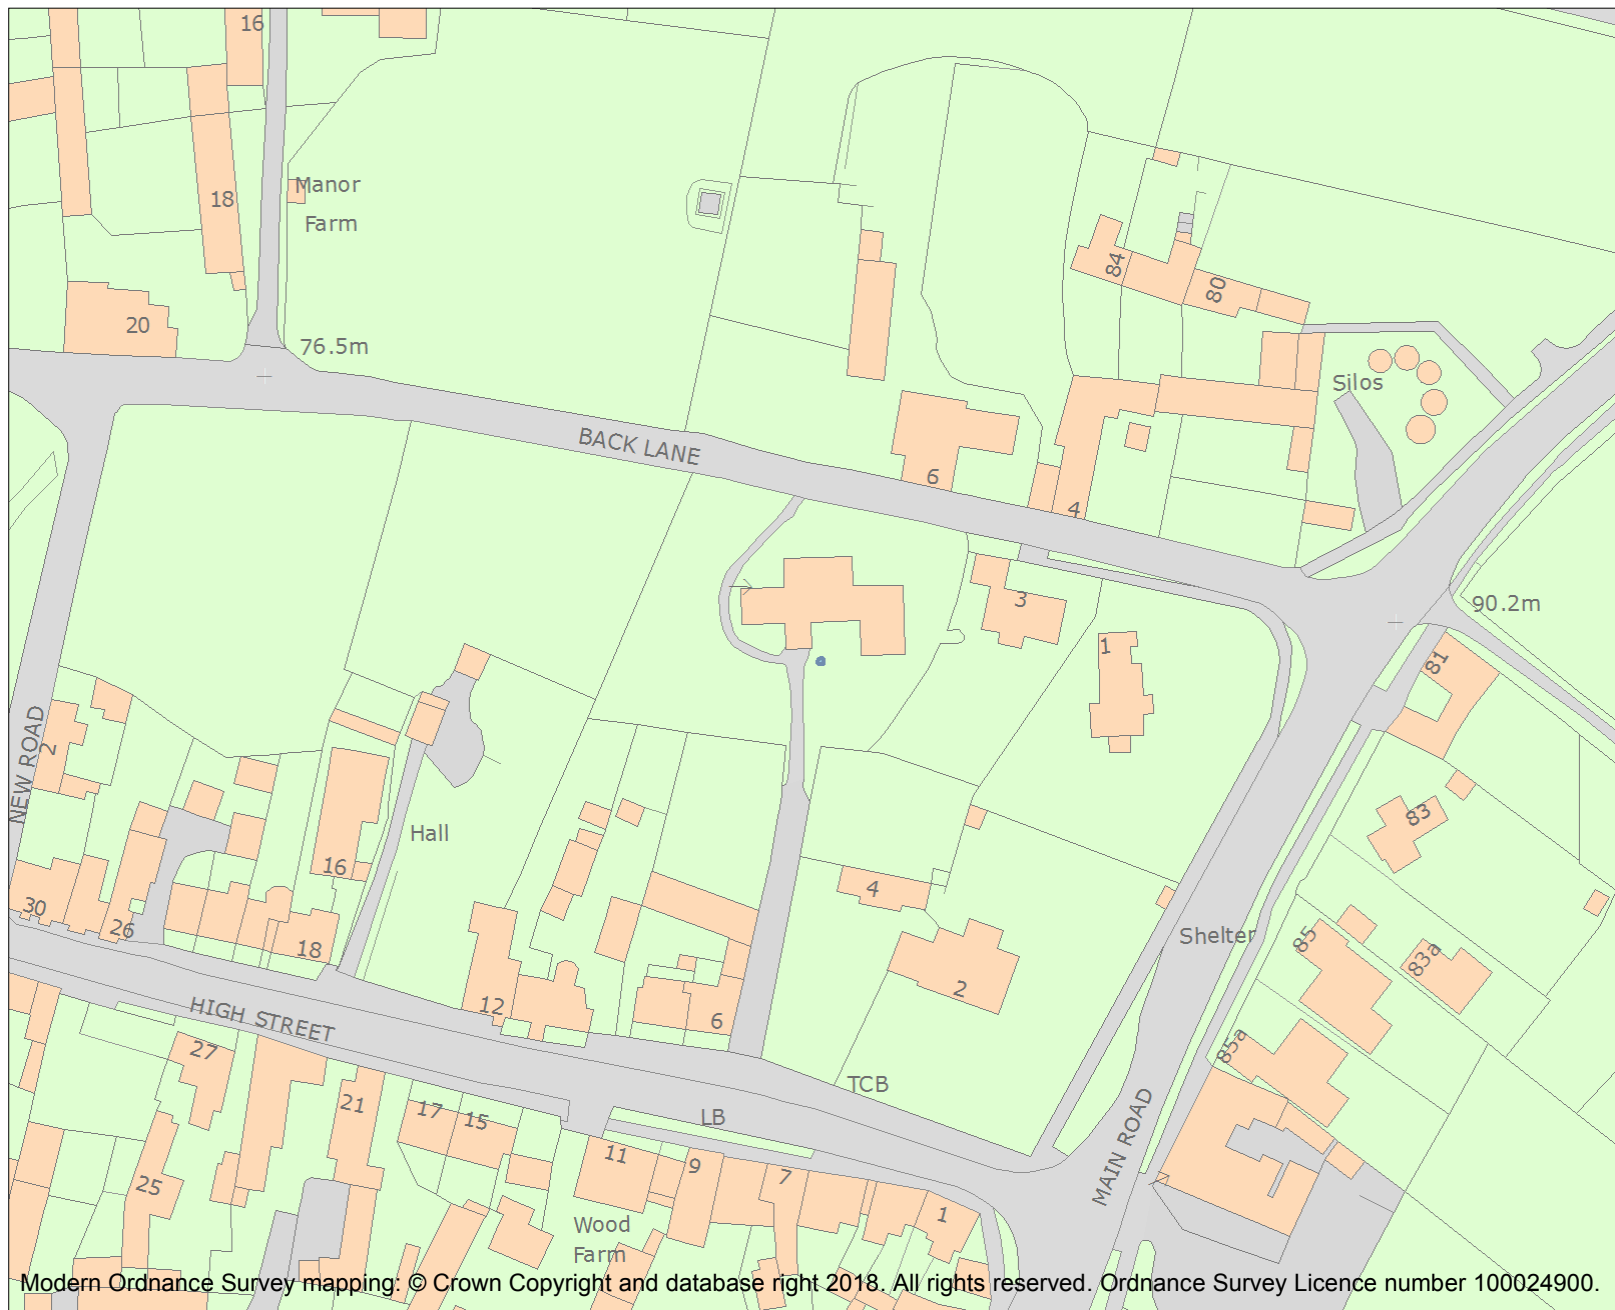 16
18
Manor
Farm
20
76.5m
BACK LANE
84
80
Silos
6
4
3
1
90.2m
81
NEW ROAD
2
Hall
16
83
30
26
18
4
Shelter
85
83a
12
6
2
HIGH STREET
27
85a
TCB
21
17
15
LB
MAIN ROAD
11
9
7
25
1
Wood
Farm
Modern Ordnance Survey mapping: © Crown Copyright and database right 2018. All rights reserved. Ordnance Survey Licence number 100024900.